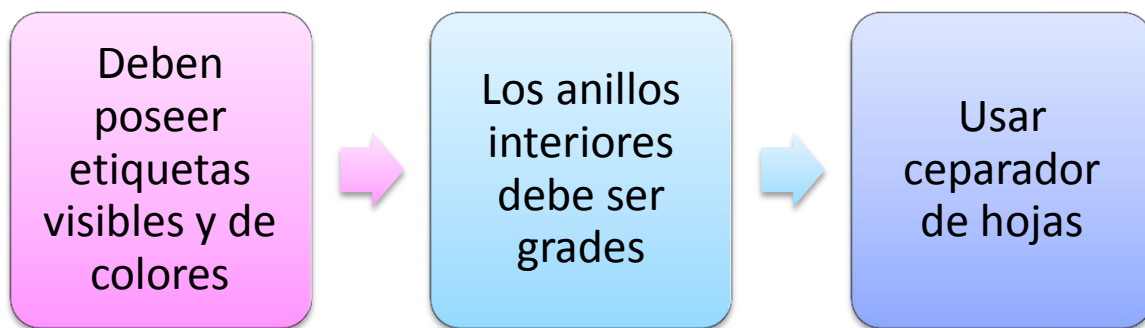 Deben
poseer
etiquetas
visibles y de
colores
Los anillos
interiores
debe ser
grades
Usar
ceparador
de hojas